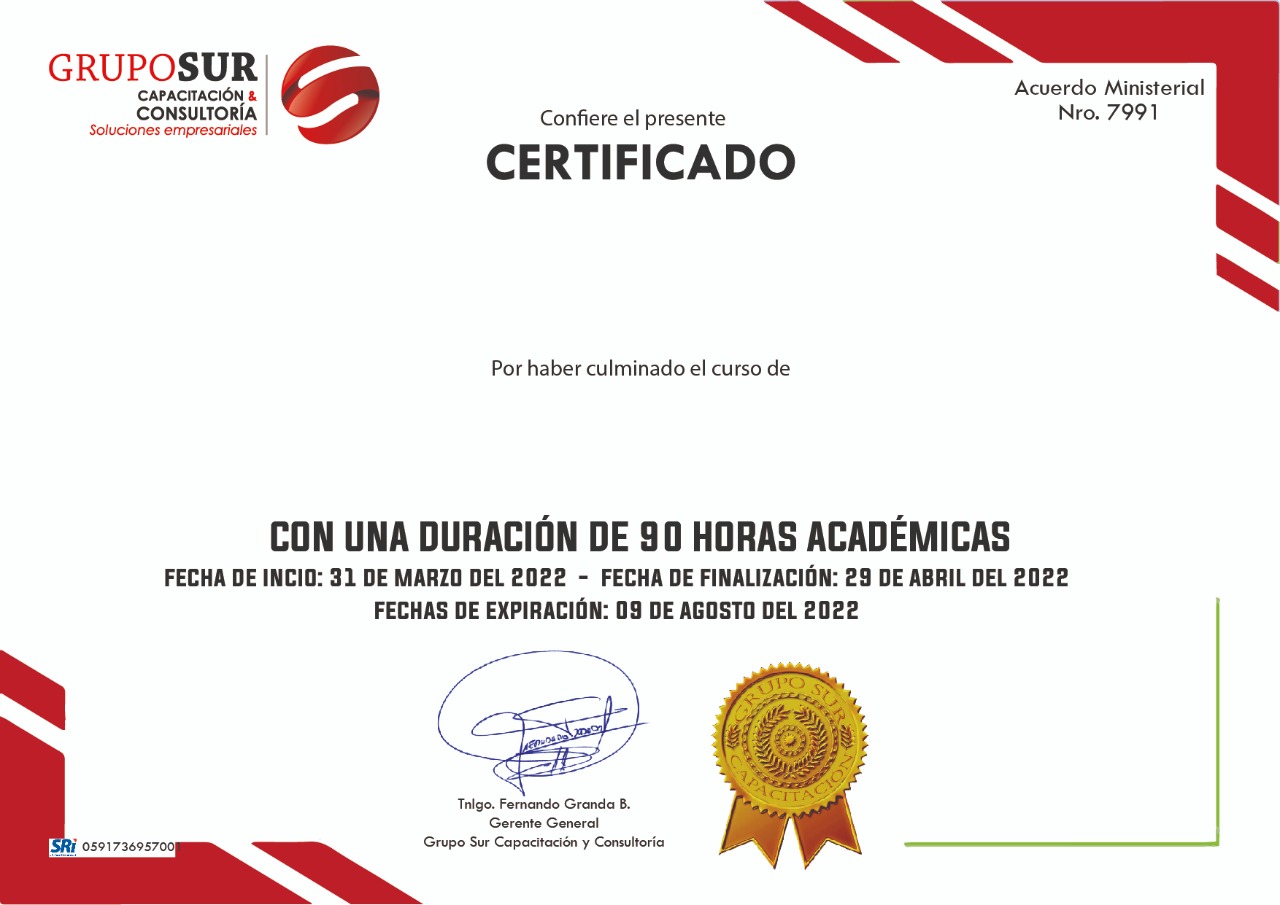 GRUPOSUR
CAPACITACIÓN &
CONSULTORÍA
Soluciones empresariales
Acuerdo Ministerial
Nro. 7991
Confiere el presente
CERTIFICADO
Por haber culminado el curso de
CON UNA DURACIÓN DE 90 HORAS ACADÉMICAS
FECHA DE INCIO: 31 DE MARZO DEL 2022 - FECHA DE FINALIZACIÓN: 29 DE ABRIL DEL 2022
FECHAS DE EXPIRACIÓN: 09 DE AGOSTO DEL 2022
GRUPO SUR
CAPACITACIÓN
Tnlgo. Fernando Granda B.
Gerente General
Grupo Sur Capacitación y Consultoría
SRi 0591736957001